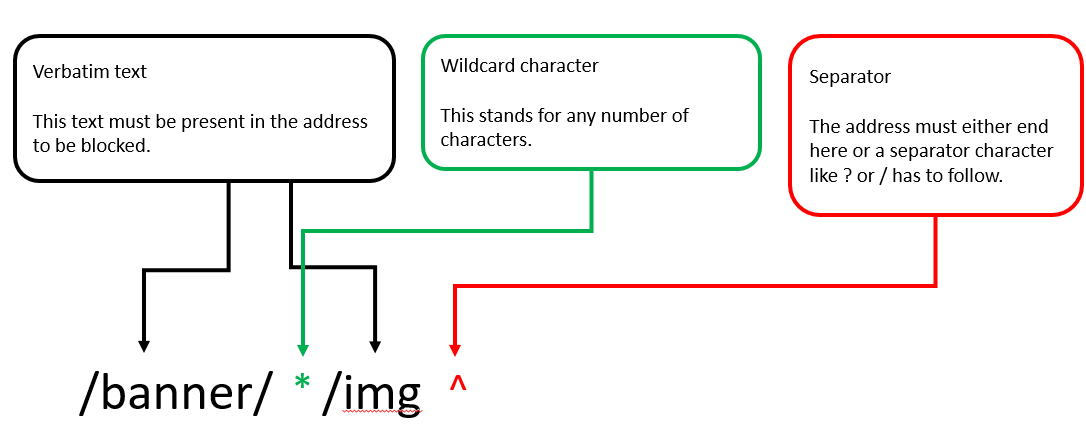 Verbatim text
This text must be present in the address
to be blocked.
Wildcard character
This stands for any number of
characters.
Separator
The address must either end
here or a separator character
like ? or / has to follow.
/banner/ * /img ^